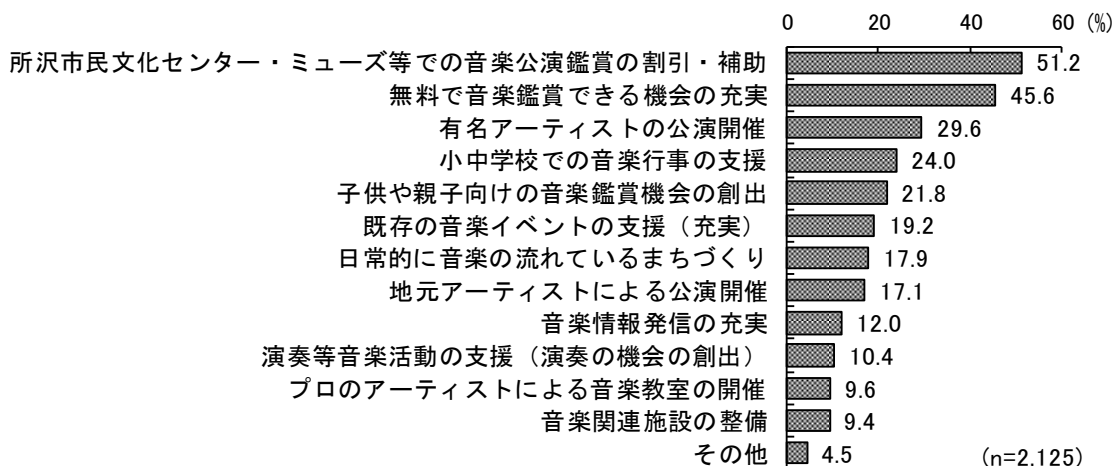 0 20 40 60 (%)
所沢市民文化センター・ミューズ等での音楽公演鑑賞の割引・補助 51.2
無料で音楽鑑賞できる機会の充実 45.6
有名アーティストの公演開催 29.6
小中学校での音楽行事の支援 24.0
子供や親子向けの音楽鑑賞機会の創出 21.8
既存の音楽イベントの支援（充実） 19.2
日常的に音楽の流れているまちづくり 17.9
地元アーティストによる公演開催 17.1
音楽情報発信の充実 12.0
演奏等音楽活動の支援（演奏の機会の創出） 10.4
プロのアーティストによる音楽教室の開催 9.6
音楽関連施設の整備 9.4
その他 4.5 (n=2,125)